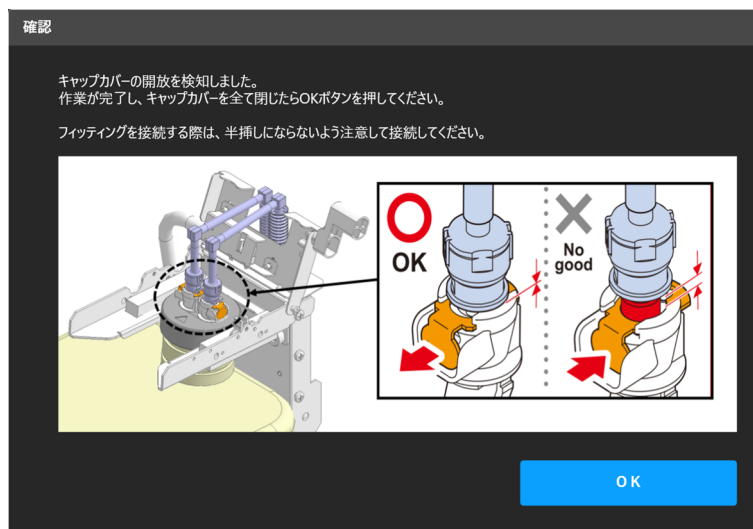 確認
キャップカバーの開放を検知しました。
作業が完了し、キャップカバーを全て閉じたらOKボタンを押してください。
フィッティングを接続する際は、半挿しにならないよう注意して接続してください。
OK
No
good
OK